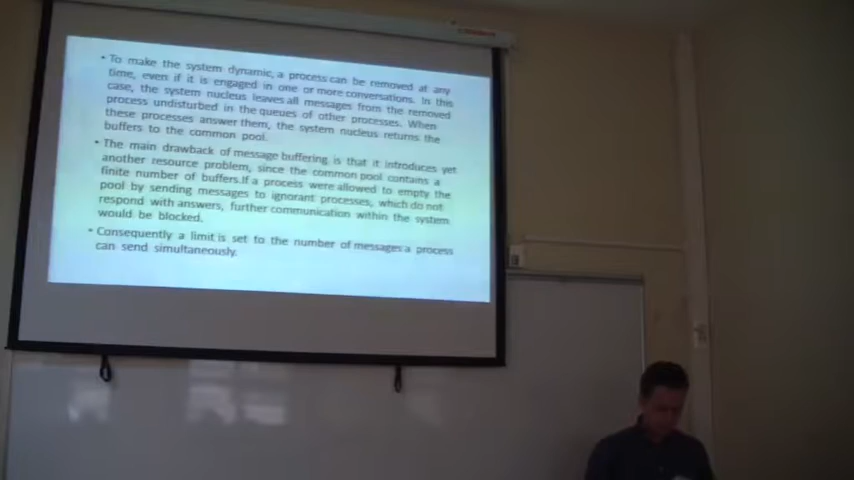 • To make the system dynamic, a process can be removed at any
time, even if it is engaged in one or more conversations. In this
case, the system nucleus leaves all messages from the removed
process undisturbed in the queues of other processes. When
these processes answer them, the system nucleus returns the
buffers to the common pool.
• The main drawback of message buffering is that it introduces yet
another resource problem, since the common pool contains a
finite number of buffers.If a process were allowed to empty the
pool by sending messages to ignorant processes, which do not
respond with answers, further communication within the system
would be blocked.
• Consequently a limit is set to the number of messages a process
can send simultaneously.